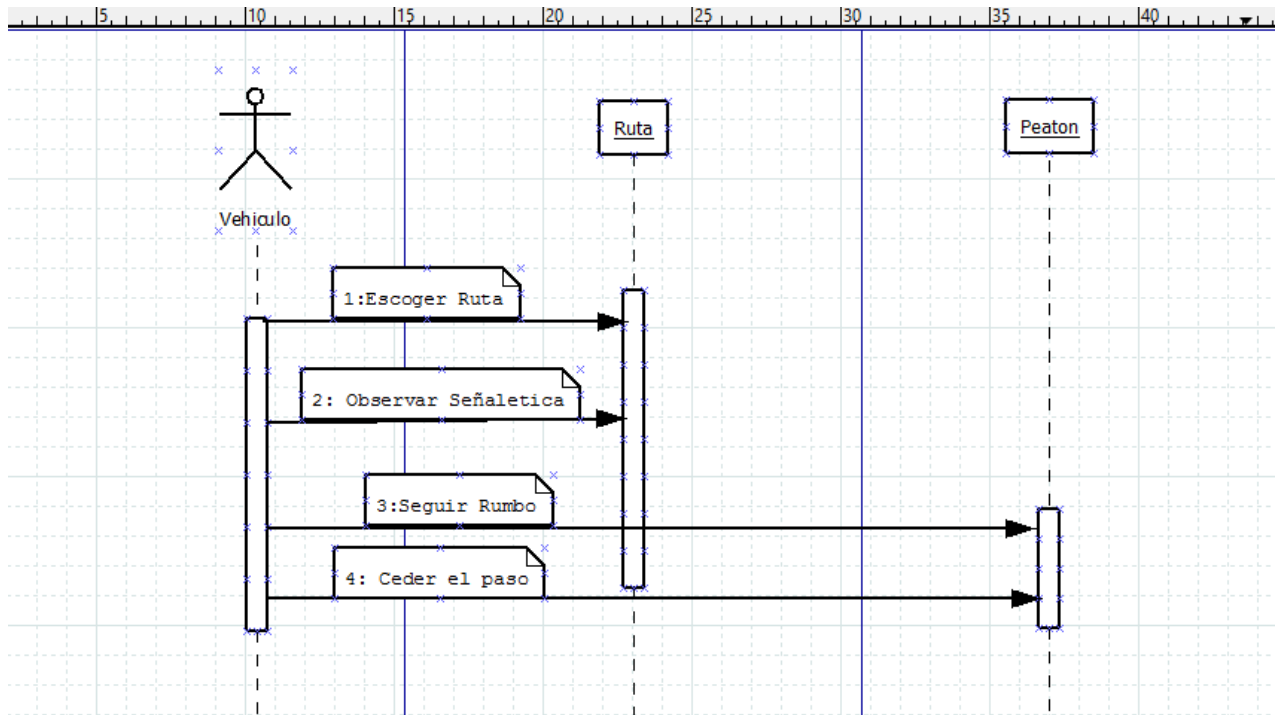 5 10 15 20 25 30 35 40
Ruta
Peaton
Vehiculo
1:Escoger Ruta
2: Observar Señaletica
3:Seguir Rumbo
4: Ceder el paso